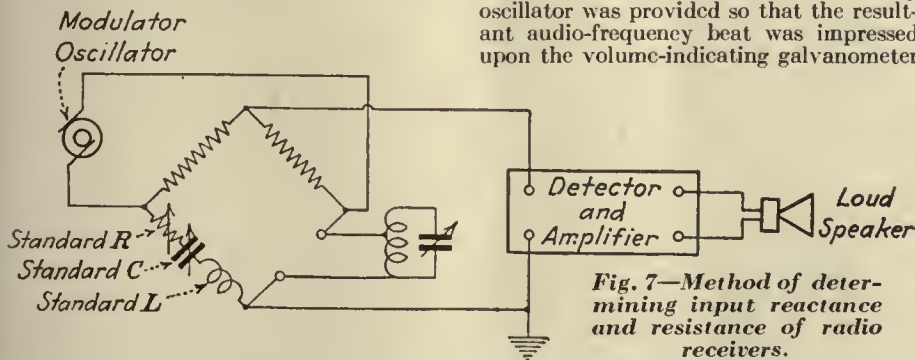 oscillator was provided so that the result-
ant audio-frequency beat was impressed
upon the volume-indicating galvanometer
Modulator
Oscillator
Standard R
Standard C
Standard L
Detector
and
Amplifier
Loud
Speaker
Fig. 7—Method of deter-
mining input reactance
and resistance of radio
receivers.